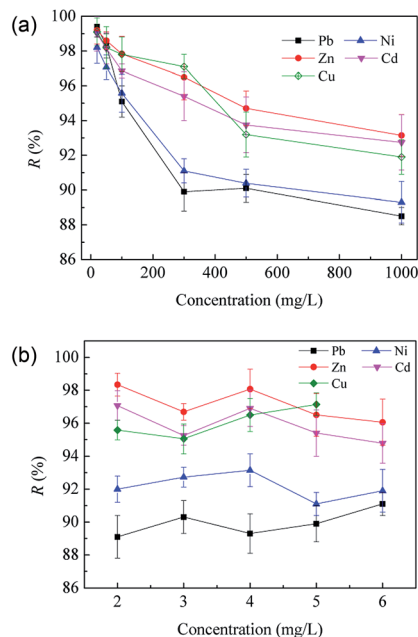 (a)
100
98
96
94
92
90
88
86
R (%)
Pb Ni
Zn Cd
Cu
0 200 400 600 800 1000
Concentration (mg/L)
(b)
100
98
96
94
92
90
88
86
R (%)
Pb Ni
Zn Cd
Cu
2 3 4 5 6
Concentration (mg/L)